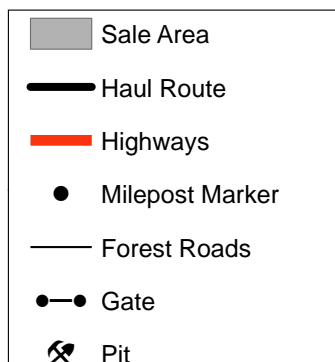 Sale Area
Haul Route
Highways
Milepost Marker
Forest Roads
Gate
Pit